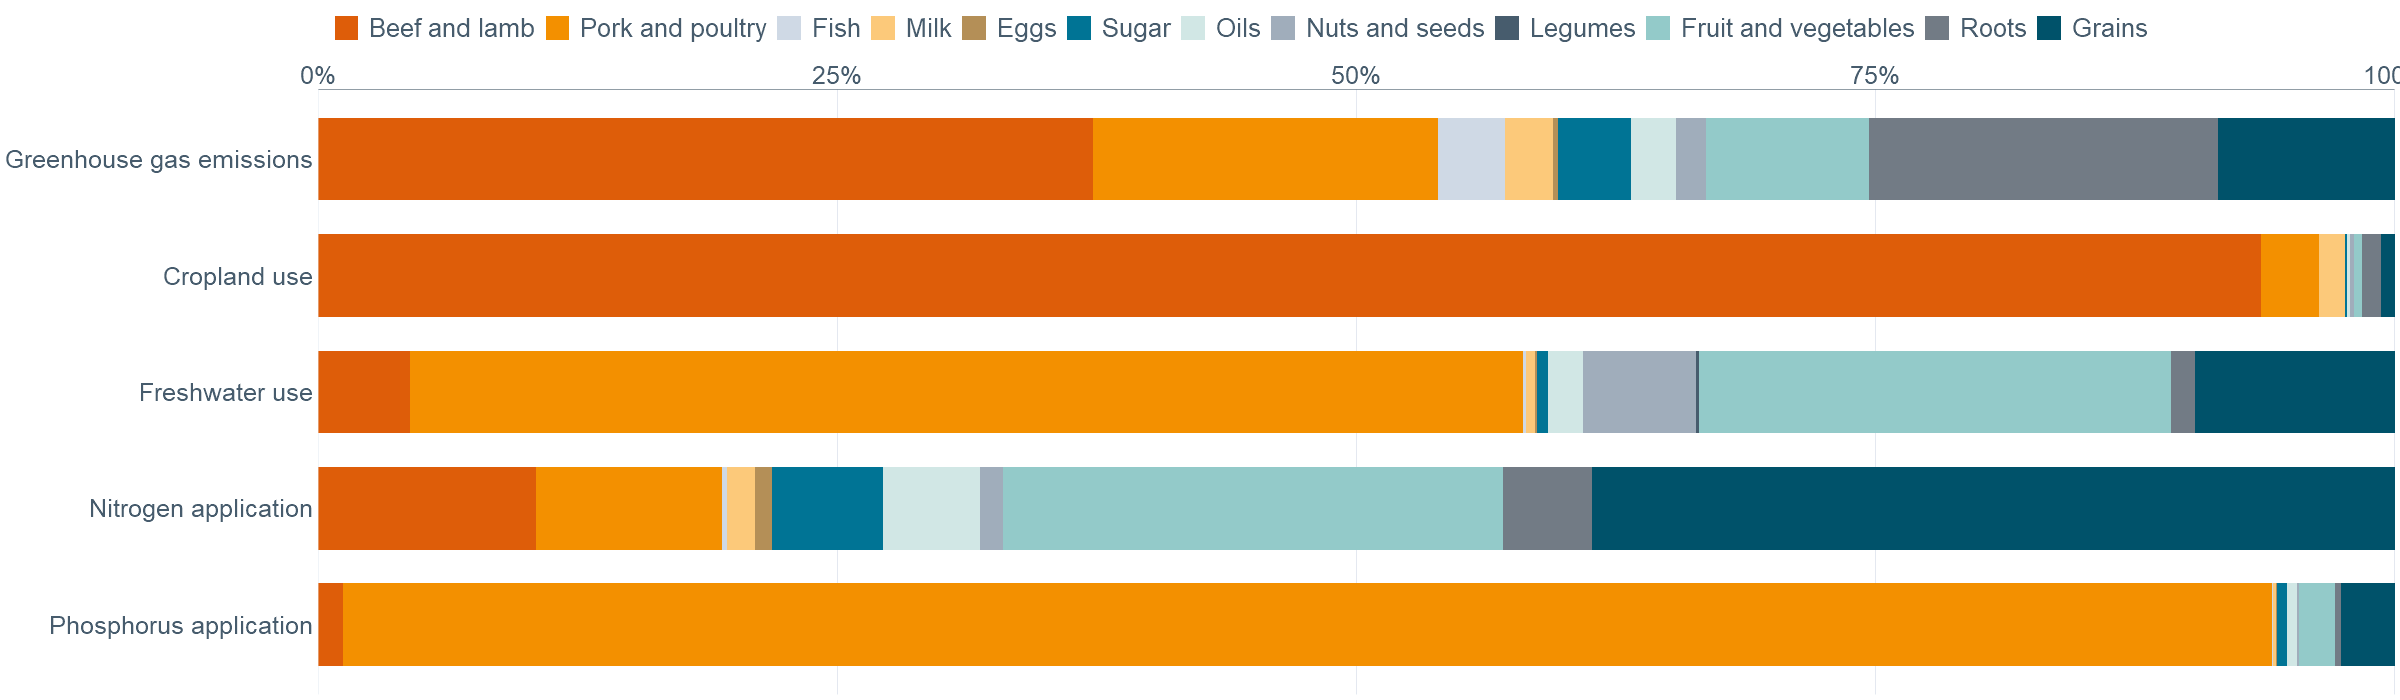 Beef and lamb Pork and poultry Fish Milk Eggs Sugar Oils Nuts and seeds Legumes Fruit and vegetables Roots Grains
0% 25% 50% 75% 100
Greenhouse gas emissions
Cropland use
Freshwater use
Nitrogen application
Phosphorus application